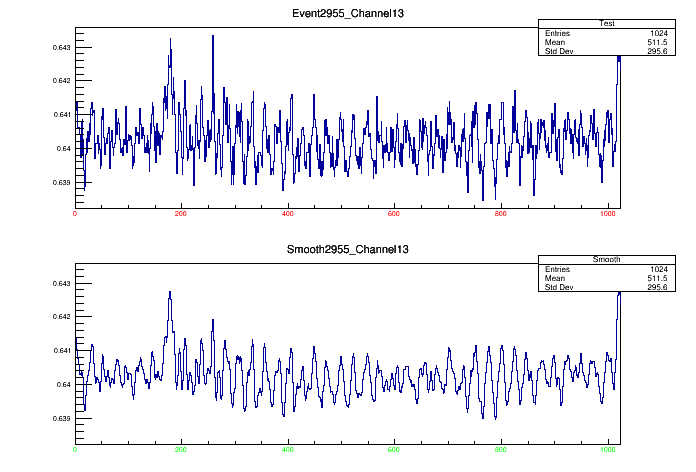 Event2955_Channel13
Test
Entries 1024
Mean 511.5
Std Dev 295.6
0.643
0.642
0.641
0.64
0.639
0 200 400 600 800 1000
Smooth2955_Channel13
Smooth
Entries 1024
Mean 511.5
Std Dev 295.6
0.643
0.642
0.641
0.64
0.639
0 200 400 600 800 1000